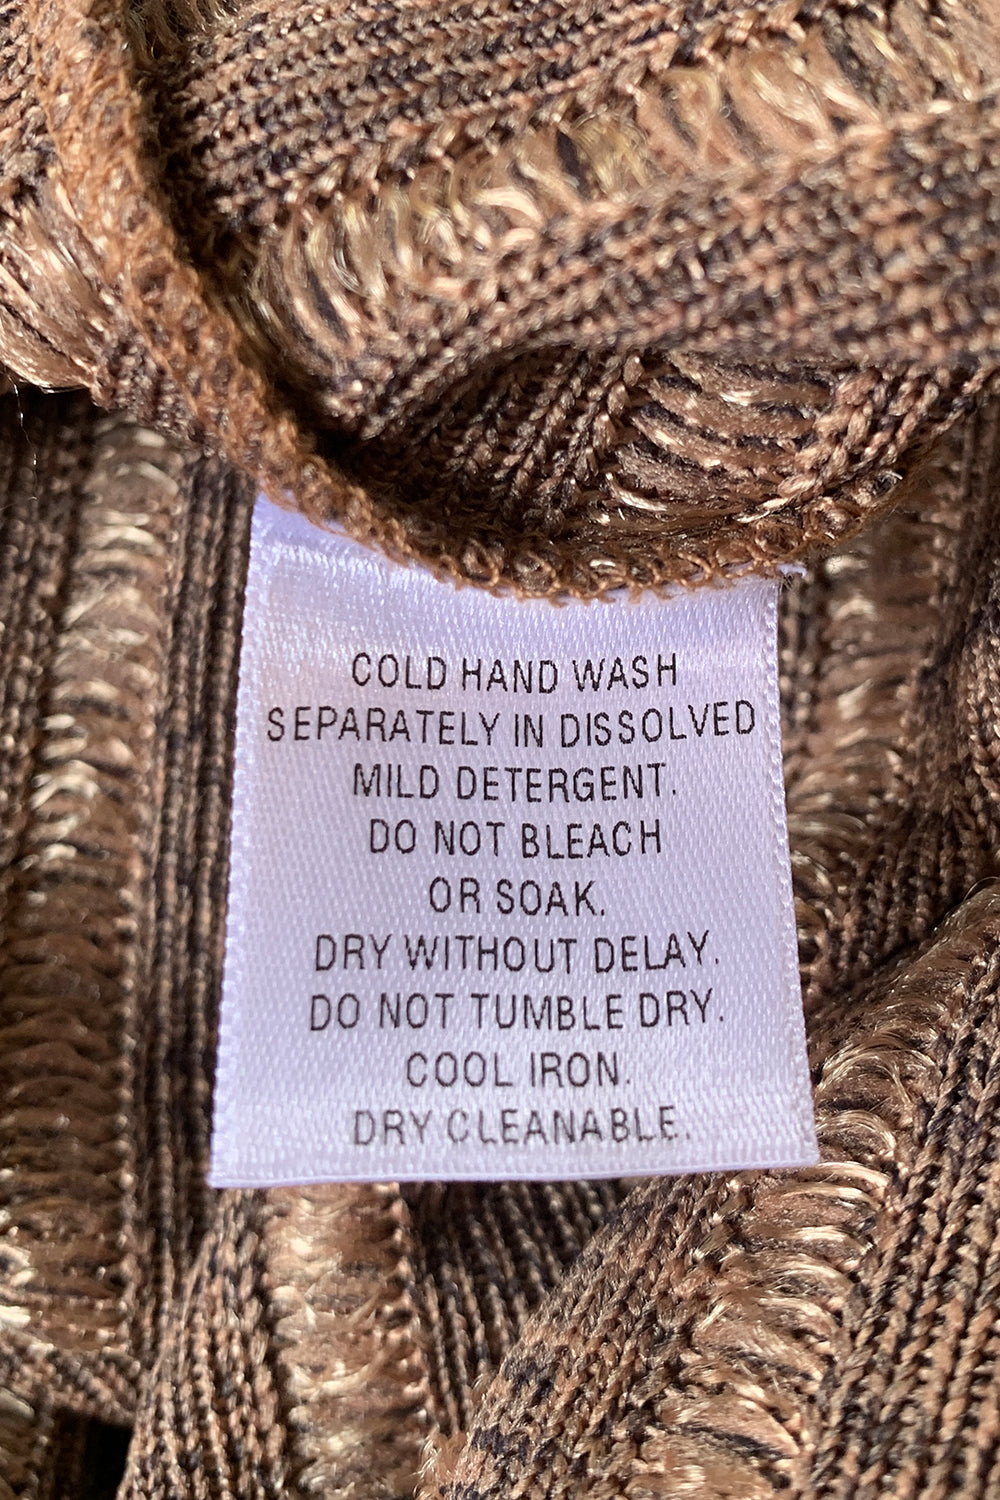 COLD HAND WASH
SEPARATELY IN DISSOLVED
MILD DETERGENT.
DO NOT BLEACH
OR SOAK.
DRY WITHOUT DELAY.
DO NOT TUMBLE DRY.
COOL IRON.
DRY CLEANABLE.